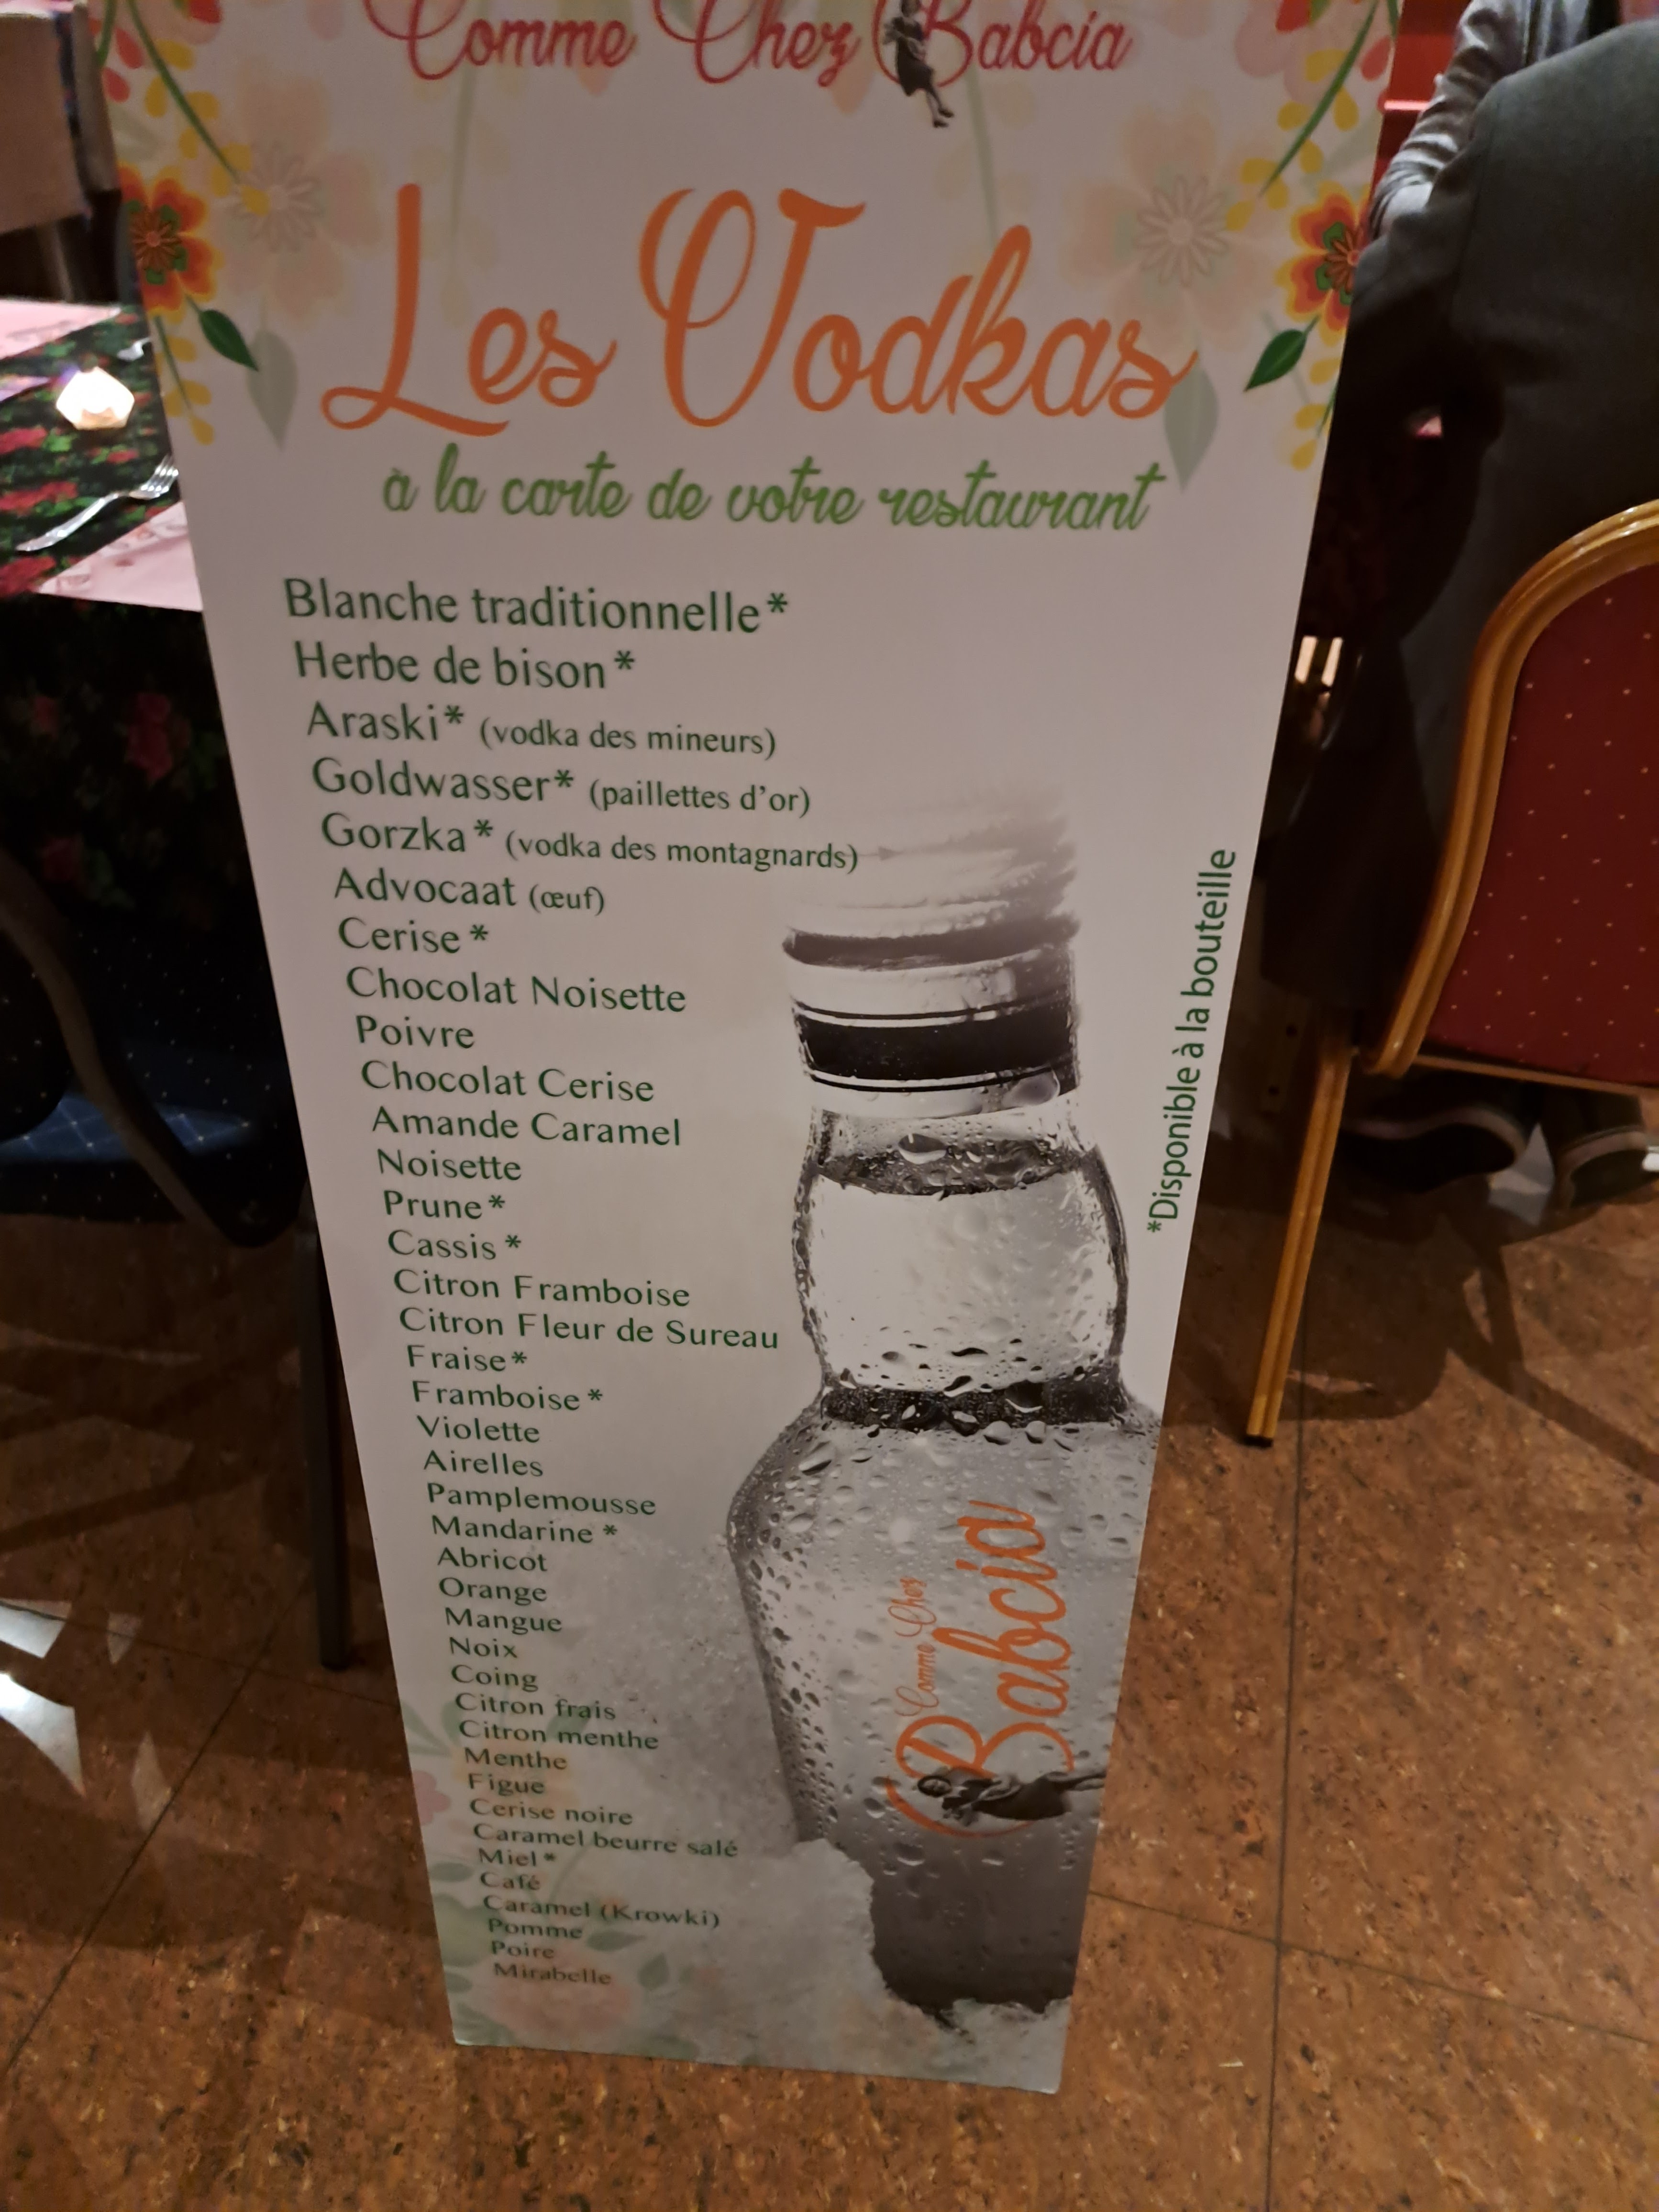 Comme Chez Babcia
Les Vodkas
à la carte de votre restaurant
Blanche traditionnelle*
Herbe de bison*
Araski* (vodka des mineurs)
Goldwasser* (paillettes d'or)
Gorzka* (vodka des montagnards)
Advocaat (œuf)
Cerise*
Chocolat Noisette
Poivre
Chocolat Cerise
Amande Caramel
Noisette
Prune*
Cassis*
Citron Framboise
Citron Fleur de Sureau
Fraise*
Framboise*
Violette
Airelles
Pamplemousse
Mandarine*
Abricot
Orange
Mangue
Noix
Coing
Citron frais
Citron menthe
Menthe
Figue
Cerise noire
Caramel beurre salé
Miel*
Café
Caramel (Krowki)
Pomme
Poire
Mirabelle
*Disponible à la bouteille
Comme Chez
Babcia